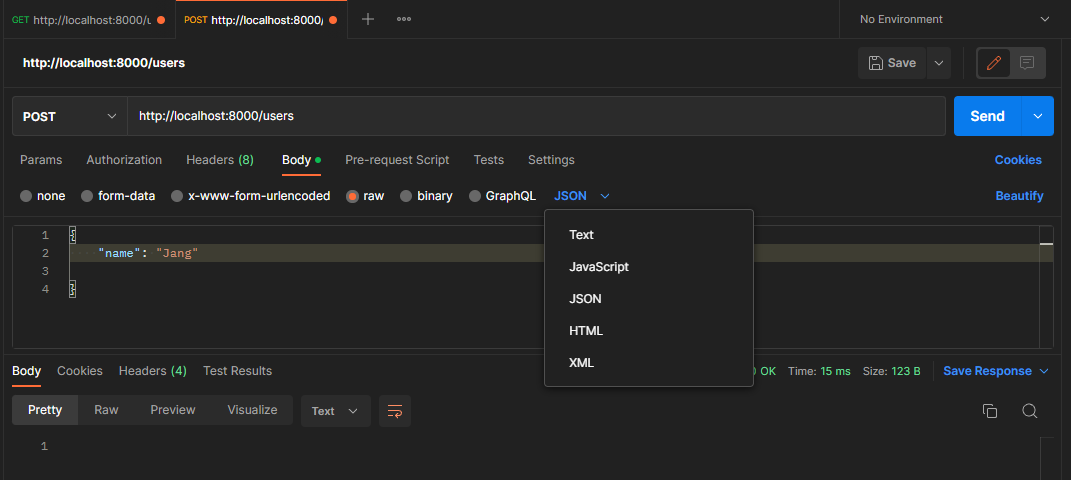 GET http://localhost:8000/u
POST http://localhost:8000/
No Environment
http://localhost:8000/users
Save
POST http://localhost:8000/users
Send
Params Authorization Headers (8) Body Pre-request Script Tests Settings Cookies
none form-data x-www-form-urlencoded raw binary GraphQL JSON Beautify
Text
JavaScript
JSON
HTML
XML
1 {
2 "name": "Jang"
3
4 }
Body Cookies Headers (4) Test Results OK Time: 15 ms Size: 123 B Save Response
Pretty Raw Preview Visualize Text
1